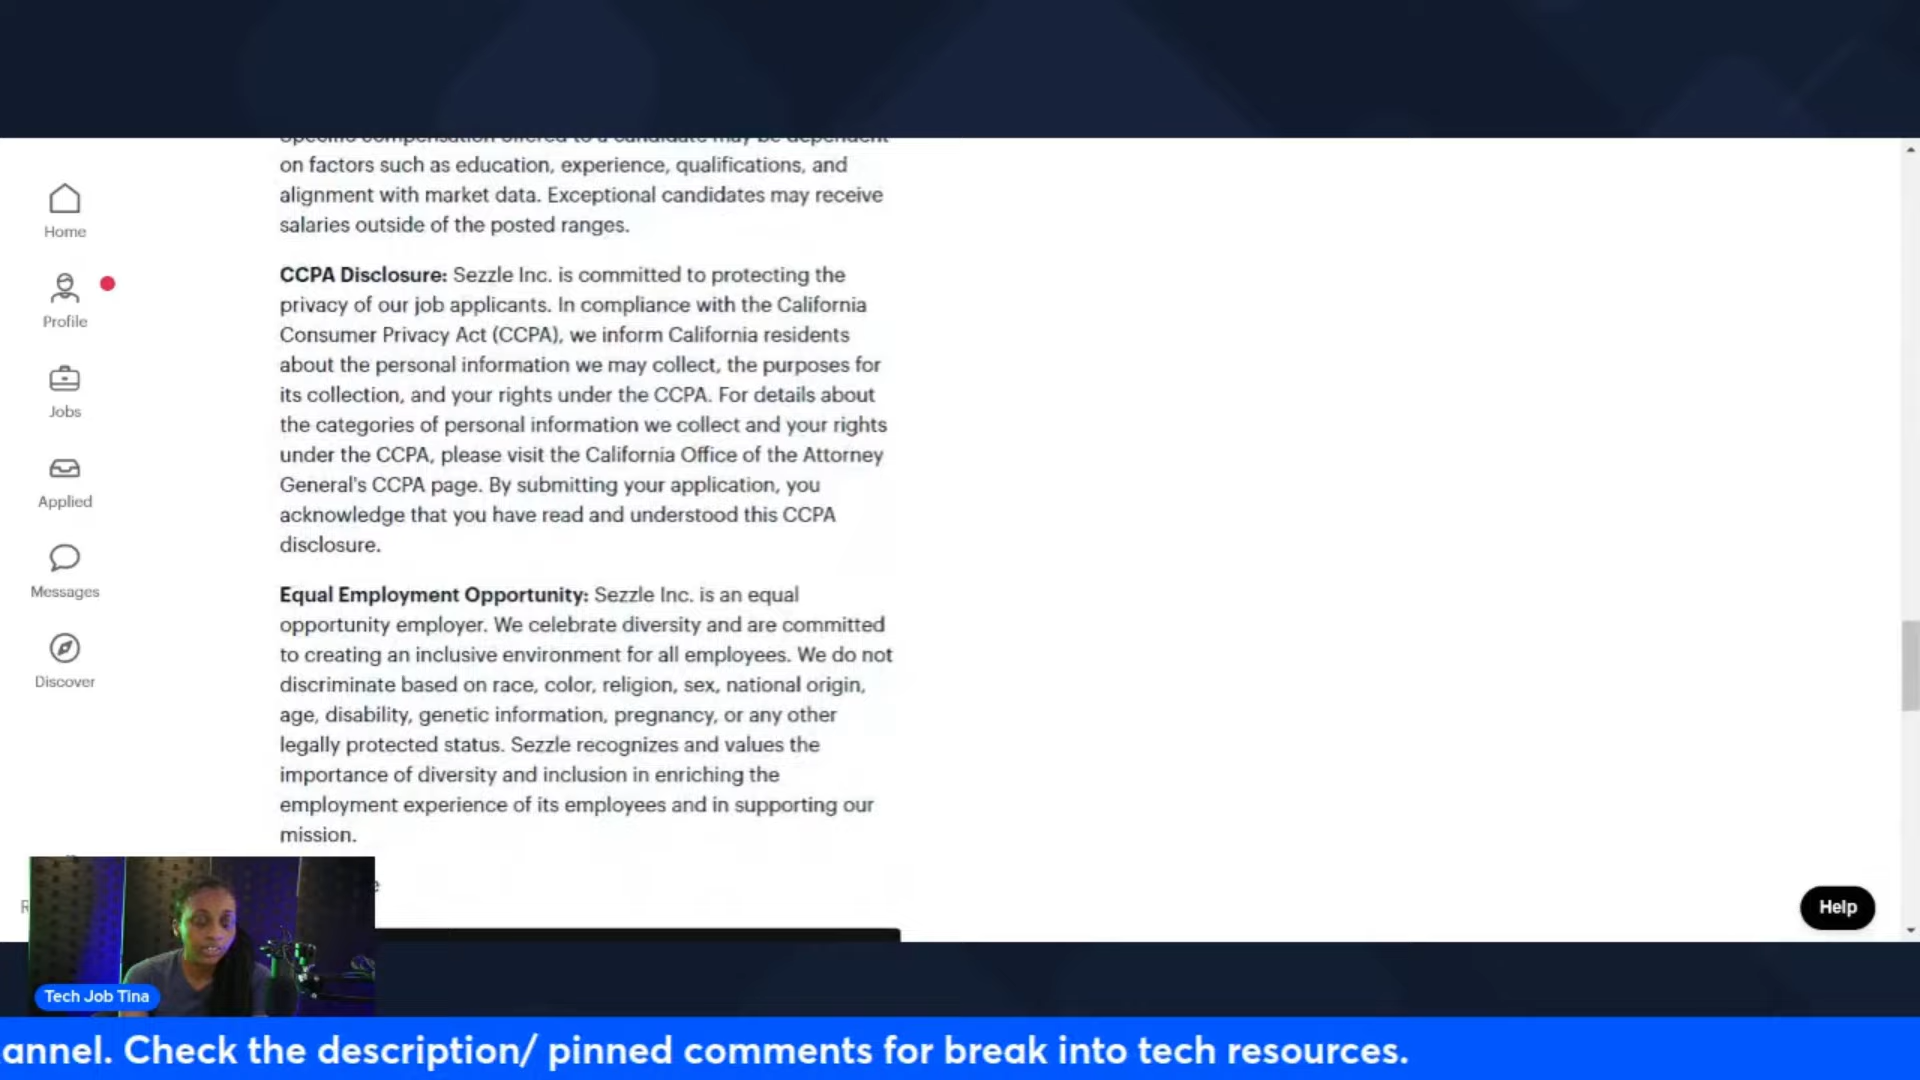 Specific compensation offered to a candidate may be dependent
on factors such as education, experience, qualifications, and
alignment with market data. Exceptional candidates may receive
salaries outside of the posted ranges.
CCPA Disclosure: Sezzle Inc. is committed to protecting the
privacy of our job applicants. In compliance with the California
Consumer Privacy Act (CCPA), we inform California residents
about the personal information we may collect, the purposes for
its collection, and your rights under the CCPA. For details about
the categories of personal information we collect and your rights
under the CCPA, please visit the California Office of the Attorney
General's CCPA page. By submitting your application, you
acknowledge that you have read and understood this CCPA
disclosure.
Equal Employment Opportunity: Sezzle Inc. is an equal
opportunity employer. We celebrate diversity and are committed
to creating an inclusive environment for all employees. We do not
discriminate based on race, color, religion, sex, national origin,
age, disability, genetic information, pregnancy, or any other
legally protected status. Sezzle recognizes and values the
importance of diversity and inclusion in enriching the
employment experience of its employees and in supporting our
mission.
Home
Profile
Jobs
Applied
Messages
Discover
Help
Tech Job Tina
annel. Check the description/ pinned comments for break into tech resources.